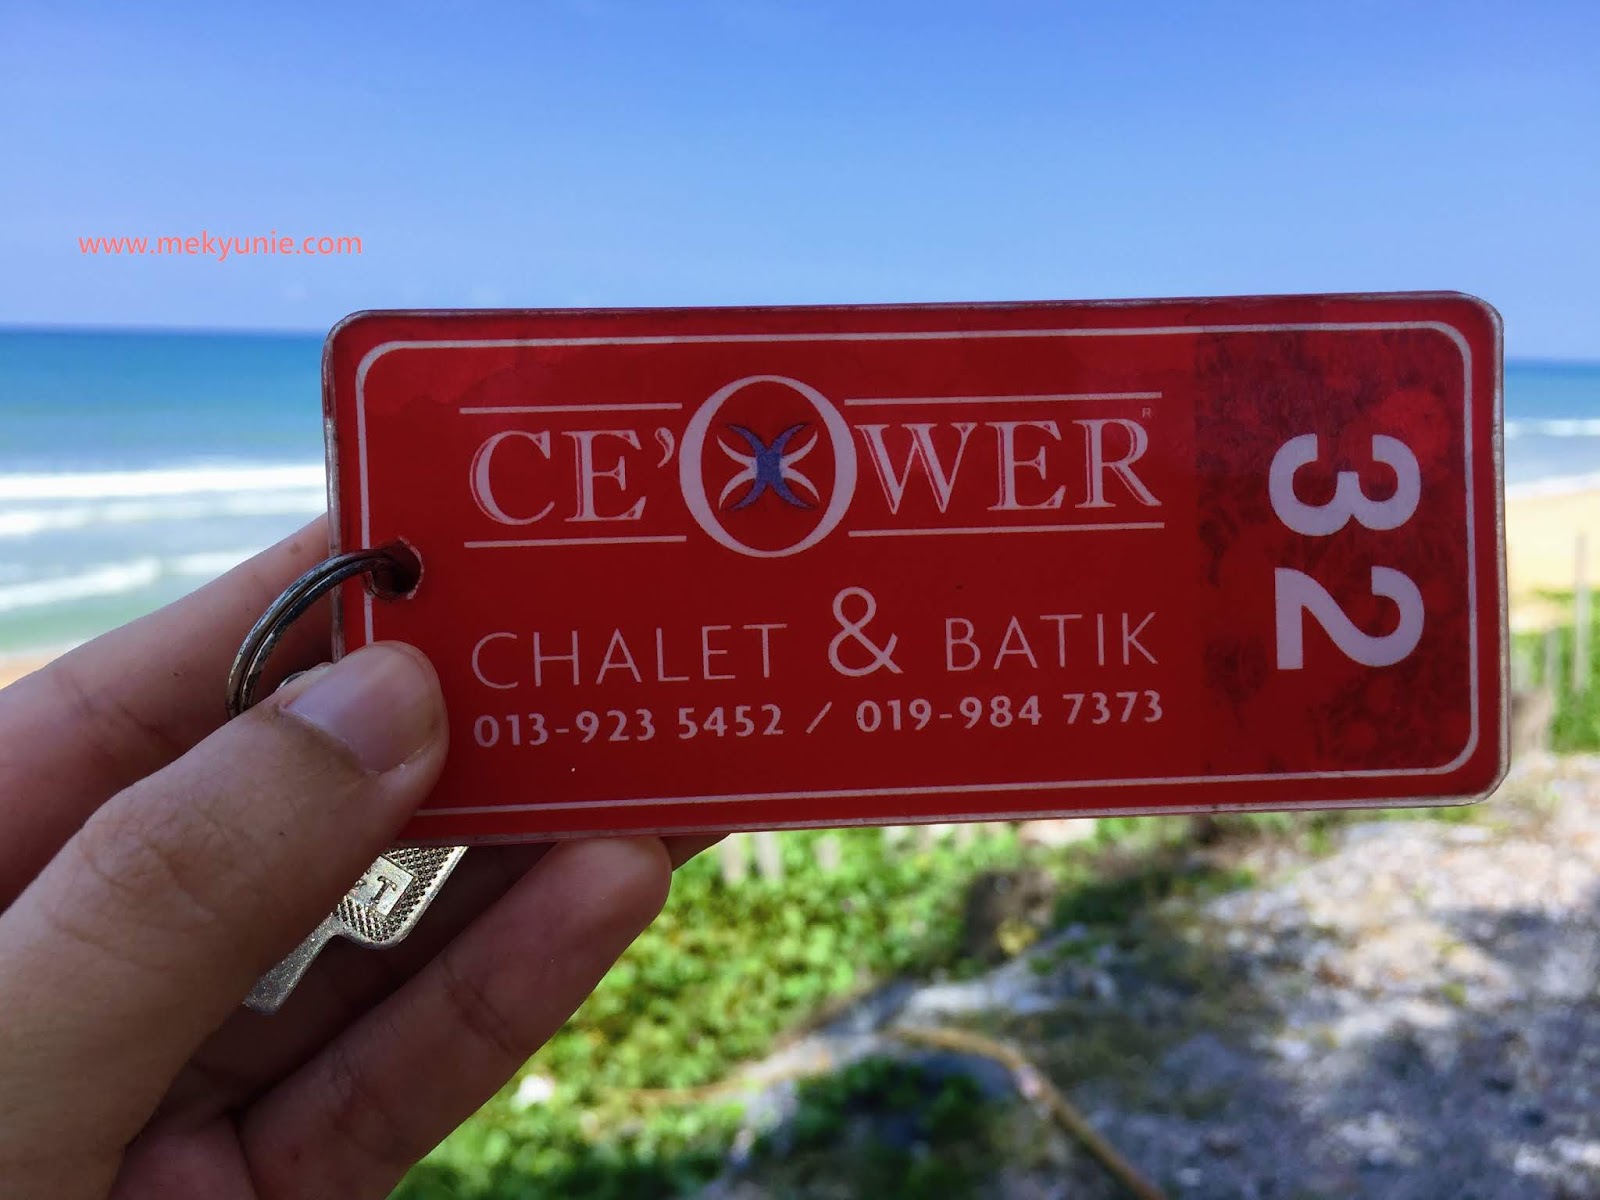 www.mekyunie.com
CE'OWER®
CHALET & BATIK
013-923 5452 / 019-984 7373
32